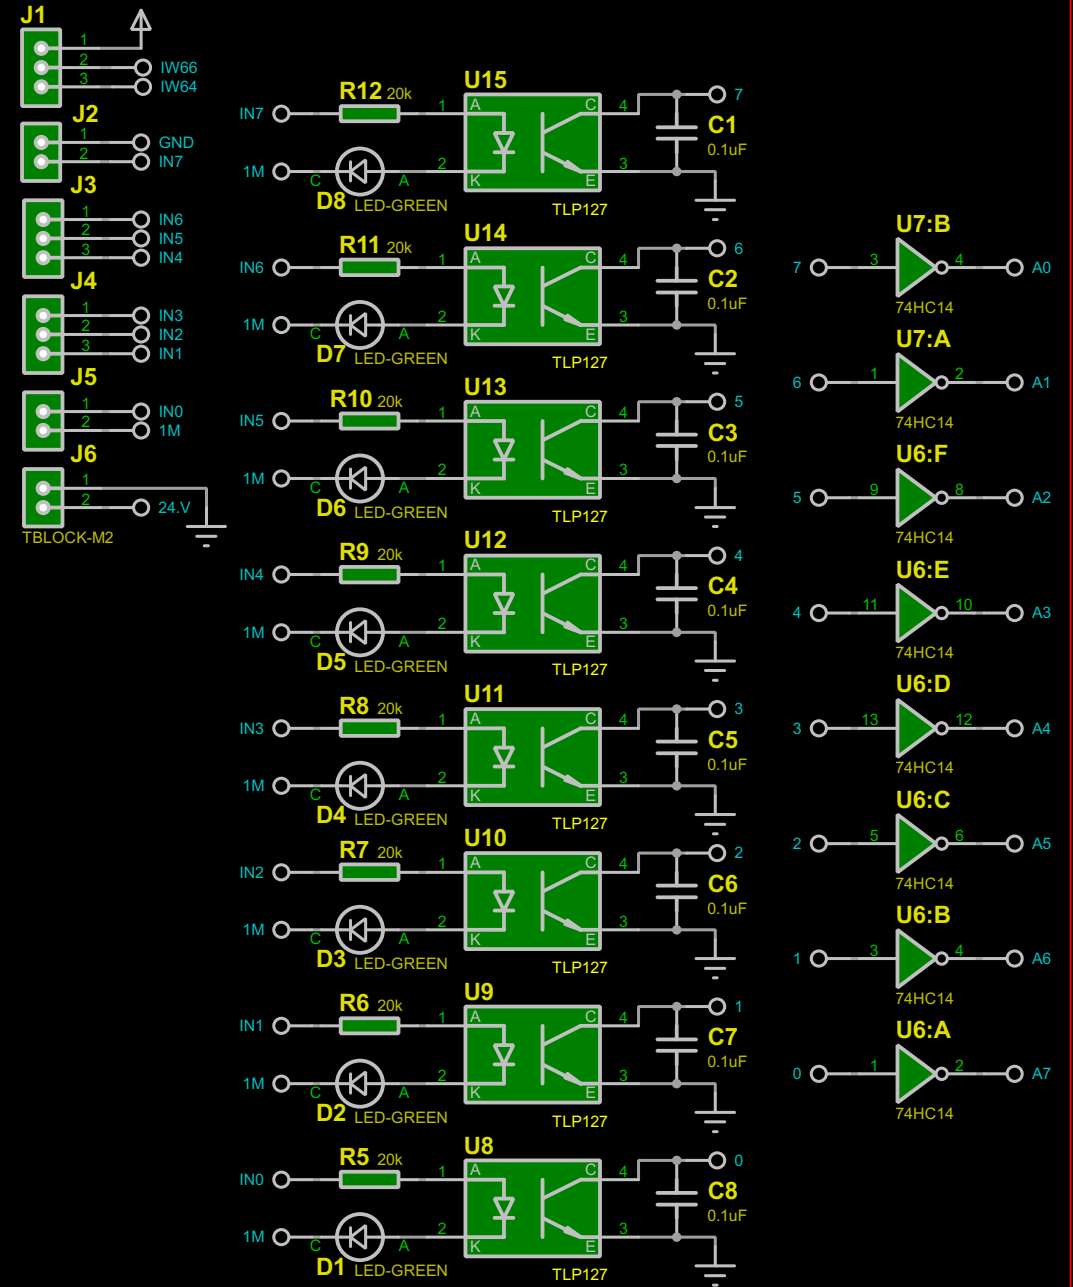 J1
1
2 IW66
3 IW64
J2
1 GND
2 IN7
J3
1 IN6
2 IN5
3 IN4
J4
1 IN3
2 IN2
3 IN1
J5
1 IN0
2 1M
J6
1
2 24.V
TBLOCK-M2
R12 20k U15
IN7 1 A C 4 7
C1
0.1uF
1M C A 2 K E 3
D8 LED-GREEN TLP127
R11 20k U14
IN6 1 A C 4 6
C2
0.1uF
1M C A 2 K E 3
D7 LED-GREEN TLP127
R10 20k U13
IN5 1 A C 4 5
C3
0.1uF
1M C A 2 K E 3
D6 LED-GREEN TLP127
R9 20k U12
IN4 1 A C 4 4
C4
0.1uF
1M C A 2 K E 3
D5 LED-GREEN TLP127
R8 20k U11
IN3 1 A C 4 3
C5
0.1uF
1M C A 2 K E 3
D4 LED-GREEN TLP127
R7 20k U10
IN2 1 A C 4 2
C6
0.1uF
1M C A 2 K E 3
D3 LED-GREEN TLP127
R6 20k U9
IN1 1 A C 4 1
C7
0.1uF
1M C A 2 K E 3
D2 LED-GREEN TLP127
R5 20k U8
IN0 1 A C 4 0
C8
0.1uF
1M C A 2 K E 3
D1 LED-GREEN TLP127
U7:B
7 3 4 A0
74HC14
U7:A
6 1 2 A1
74HC14
U6:F
5 9 8 A2
74HC14
U6:E
4 11 10 A3
74HC14
U6:D
3 13 12 A4
74HC14
U6:C
2 5 6 A5
74HC14
U6:B
1 3 4 A6
74HC14
U6:A
0 1 2 A7
74HC14